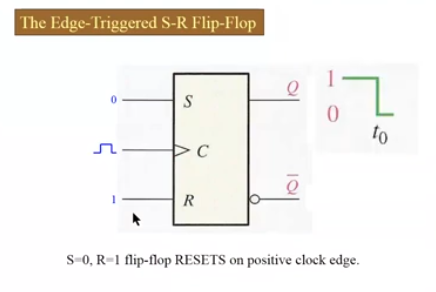 The Edge-Triggered S-R Flip-Flop
0 S Q 1
0
C t0
1 R Q̅
S=0, R=1 flip-flop RESETS on positive clock edge.